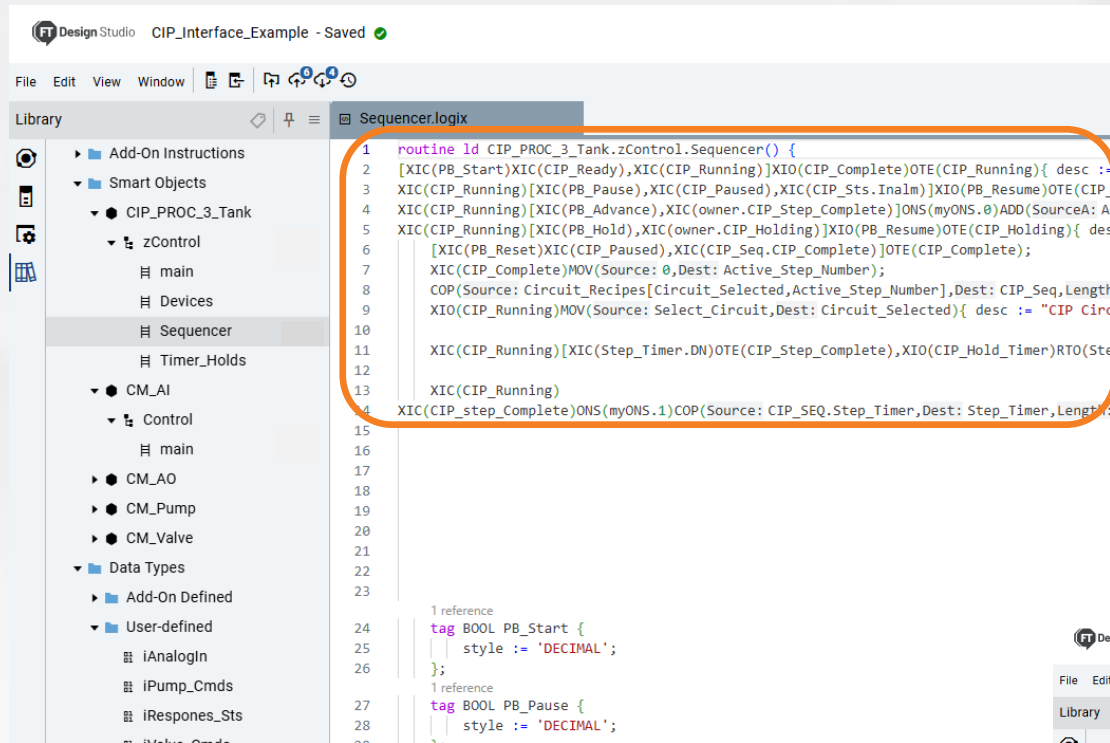 FT DesignStudio CIP_Interface_Example - Saved
File Edit View Window 6 4
Library
Sequencer.logix
Add-On Instructions
Smart Objects
CIP_PROC_3_Tank
zControl
main
Devices
Sequencer
Timer_Holds
CM_AI
Control
main
CM_AO
CM_Pump
CM_Valve
Data Types
Add-On Defined
User-defined
iAnalogIn
iPump_Cmds
iRespones_Sts
1 routine ld CIP_PROC_3_Tank.zControl.Sequencer() {
2 [XIC(PB_Start)XIC(CIP_Ready),XIC(CIP_Running)]XIO(CIP_Complete)OTE(CIP_Running){ desc :=
3 XIC(CIP_Running)[XIC(PB_Pause),XIC(CIP_Paused),XIC(CIP_Sts.Inalm)]XIO(PB_Resume)OTE(CIP_
4 XIC(CIP_Running)[XIC(PB_Advance),XIC(owner.CIP_Step_Complete)]ONS(myONS.0)ADD(SourceA: A
5 XIC(CIP_Running)[XIC(PB_Hold),XIC(owner.CIP_Holding)]XIO(PB_Resume)OTE(CIP_Holding){ des
6 [XIC(PB_Reset)XIC(CIP_Paused),XIC(CIP_Seq.CIP_Complete)]OTE(CIP_Complete);
7 XIC(CIP_Complete)MOV(Source: 0,Dest: Active_Step_Number);
8 COP(Source: Circuit_Recipes[Circuit_Selected,Active_Step_Number],Dest: CIP_Seq,Length
9 XIO(CIP_Running)MOV(Source: Select_Circuit,Dest: Circuit_Selected){ desc := "CIP Circ
10
11 XIC(CIP_Running)[XIC(Step_Timer.DN)OTE(CIP_Step_Complete),XIO(CIP_Hold_Timer)RTO(Ste
12
13 XIC(CIP_Running)
14 XIC(CIP_step_Complete)ONS(myONS.1)COP(Source: CIP_SEQ.Step_Timer,Dest: Step_Timer,Length:
15
16
17
18
19
20
21
22
23
1 reference
24 tag BOOL PB_Start {
25 style := 'DECIMAL';
26 };
1 reference
27 tag BOOL PB_Pause {
28 style := 'DECIMAL';
FT De
File Edit
Library